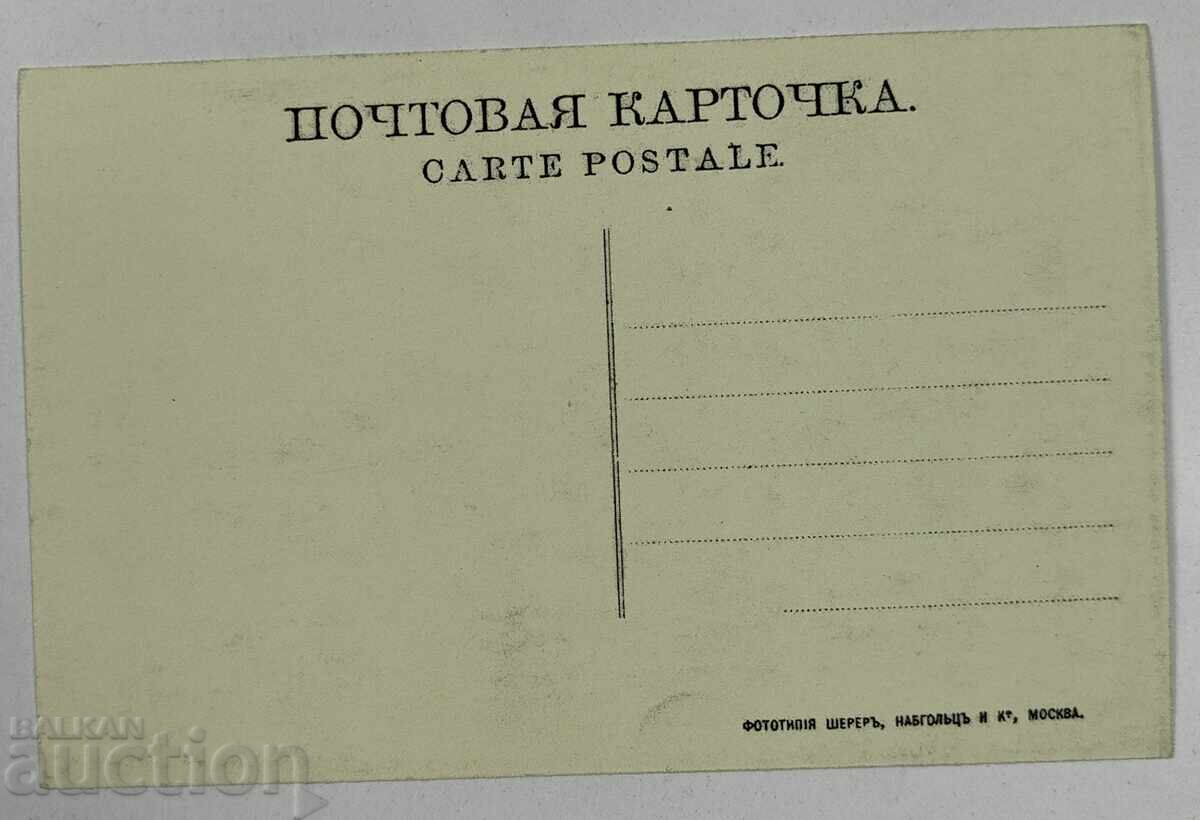 ПОЧТОВАЯ КАРТОЧКА.
CARTE POSTALE.
ФОТОТИПІЯ ШЕРЕРЪ, НАБГОЛЬЦЪ И Кº, МОСКВА.
BALKAN
auction